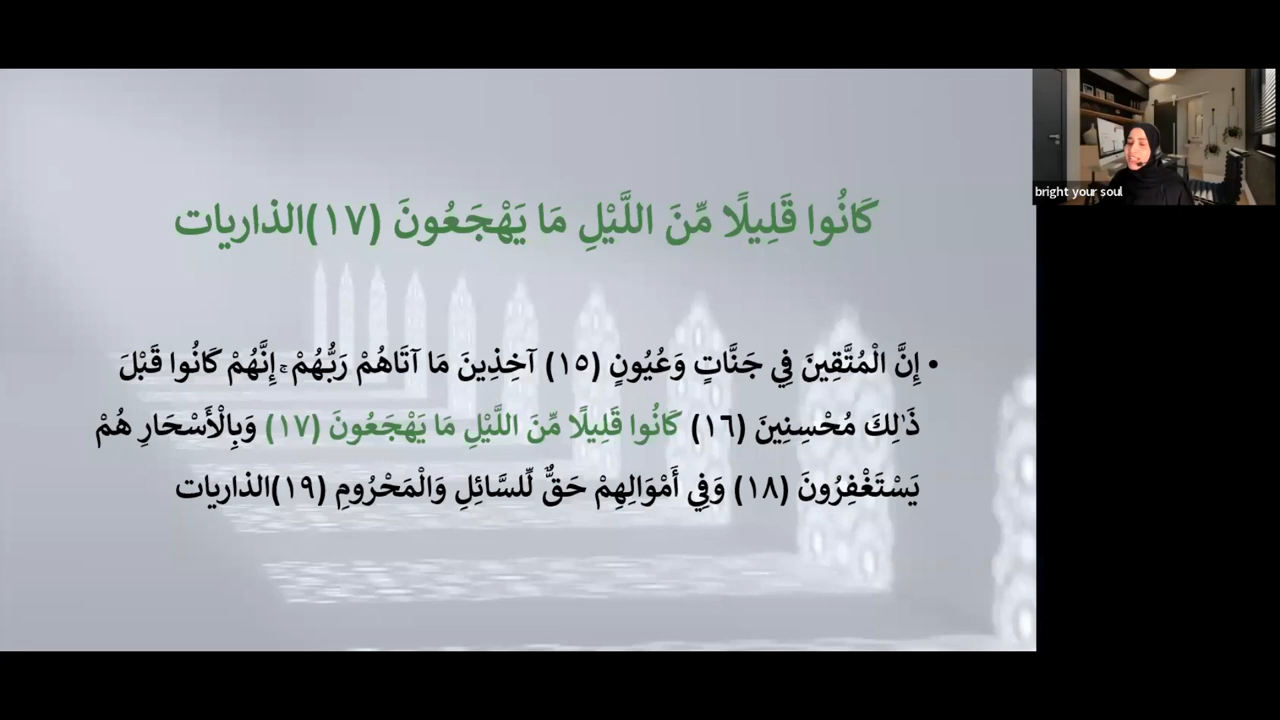 كَانُوا قَلِيلًا مِّنَ اللَّيْلِ مَا يَهْجَعُونَ (١٧)الذاريات
• إِنَّ الْمُتَّقِينَ فِي جَنَّاتٍ وَعُيُونٍ (١٥) آخِذِينَ مَا آتَاهُمْ رَبُّهُمْ ۚ إِنَّهُمْ كَانُوا قَبْلَ
ذَٰلِكَ مُحْسِنِينَ (١٦) كَانُوا قَلِيلًا مِّنَ اللَّيْلِ مَا يَهْجَعُونَ (١٧) وَبِالْأَسْحَارِ هُمْ
يَسْتَغْفِرُونَ (١٨) وَفِي أَمْوَالِهِمْ حَقٌّ لِّلسَّائِلِ وَالْمَحْرُومِ (١٩)الذاريات
bright your soul